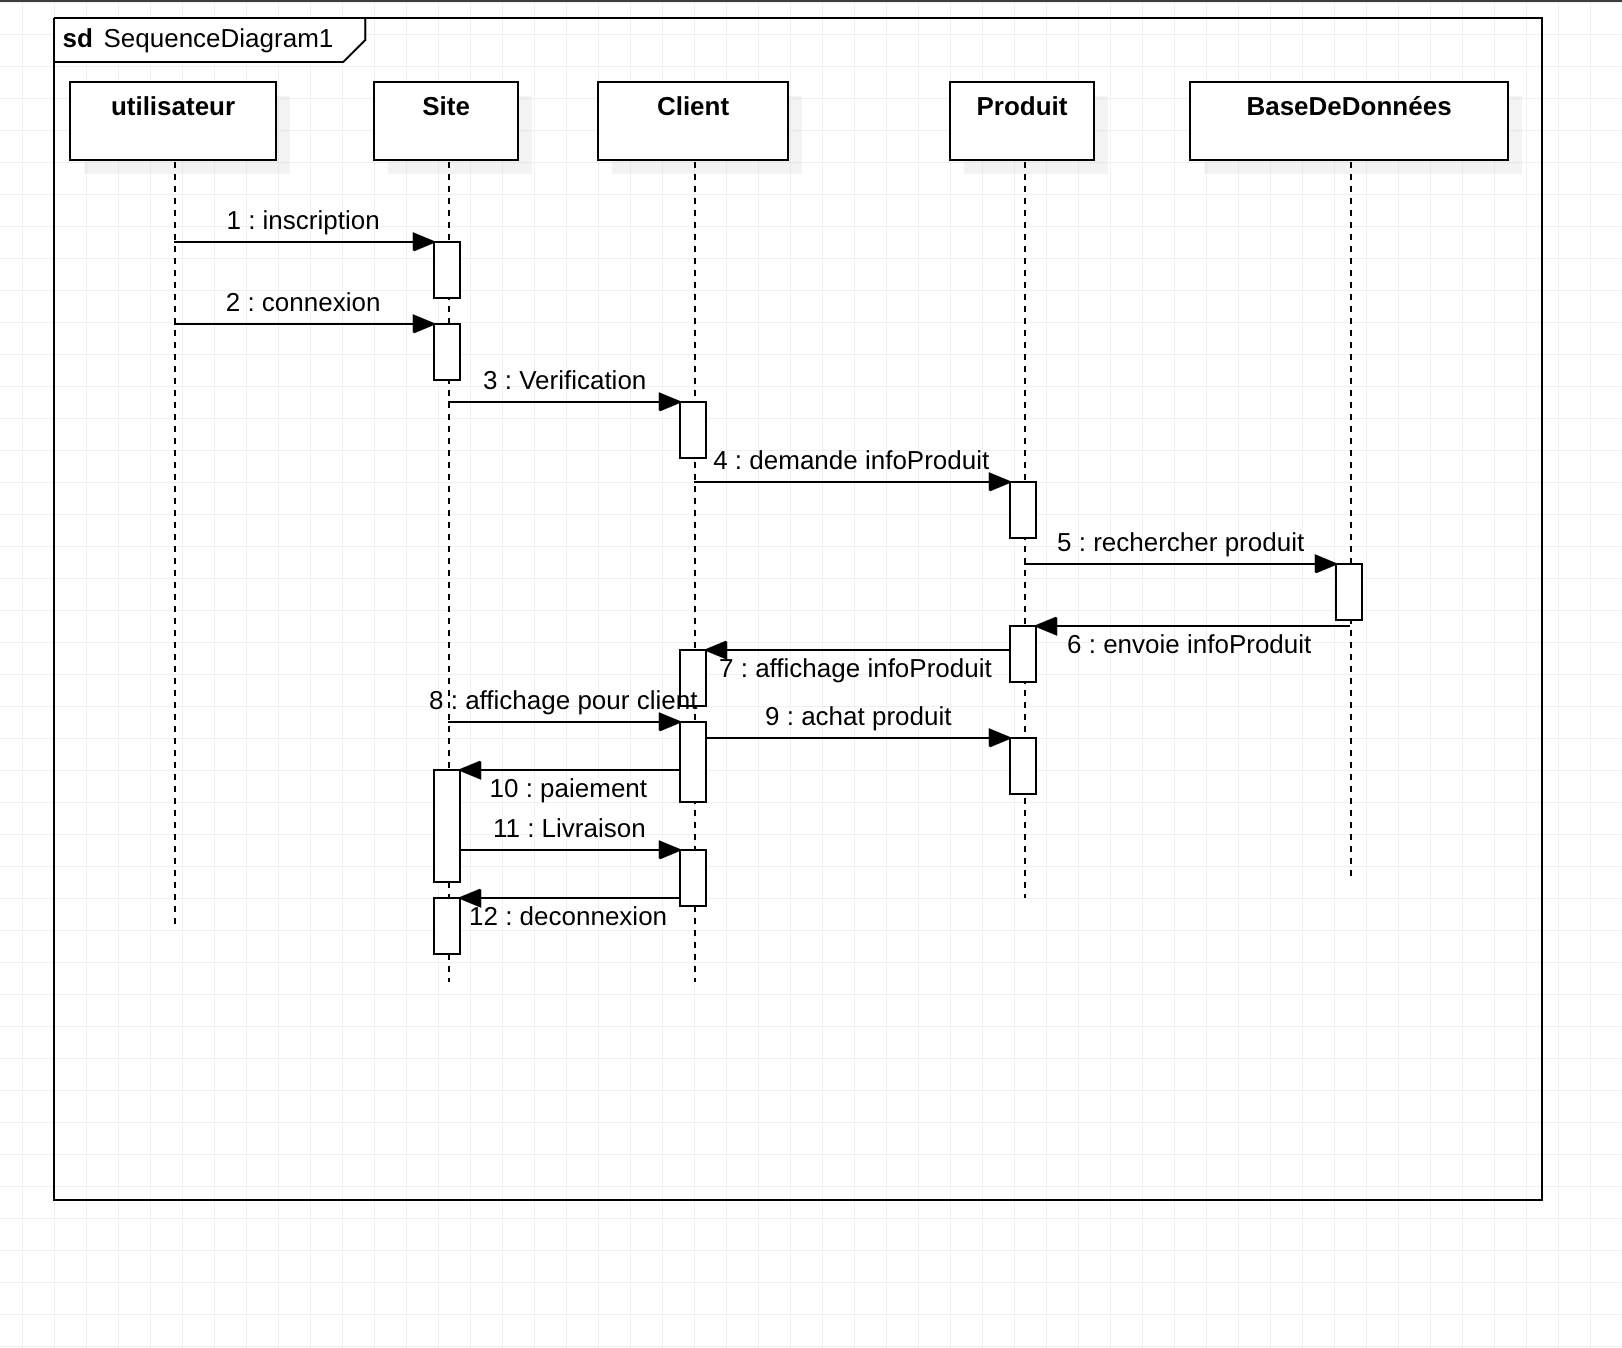 sd SequenceDiagram1
utilisateur
Site
Client
Produit
BaseDeDonnées
1 : inscription
2 : connexion
3 : Verification
4 : demande infoProduit
5 : rechercher produit
6 : envoie infoProduit
7 : affichage infoProduit
8 : affichage pour client
9 : achat produit
10 : paiement
11 : Livraison
12 : deconnexion